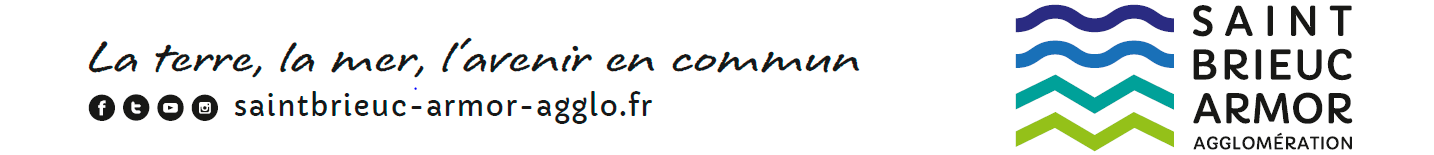 La terre, la mer, l'avenir en commun
saintbrieuc-armor-agglo.fr
SAINT
BRIEUC
ARMOR
AGGLOMÉRATION